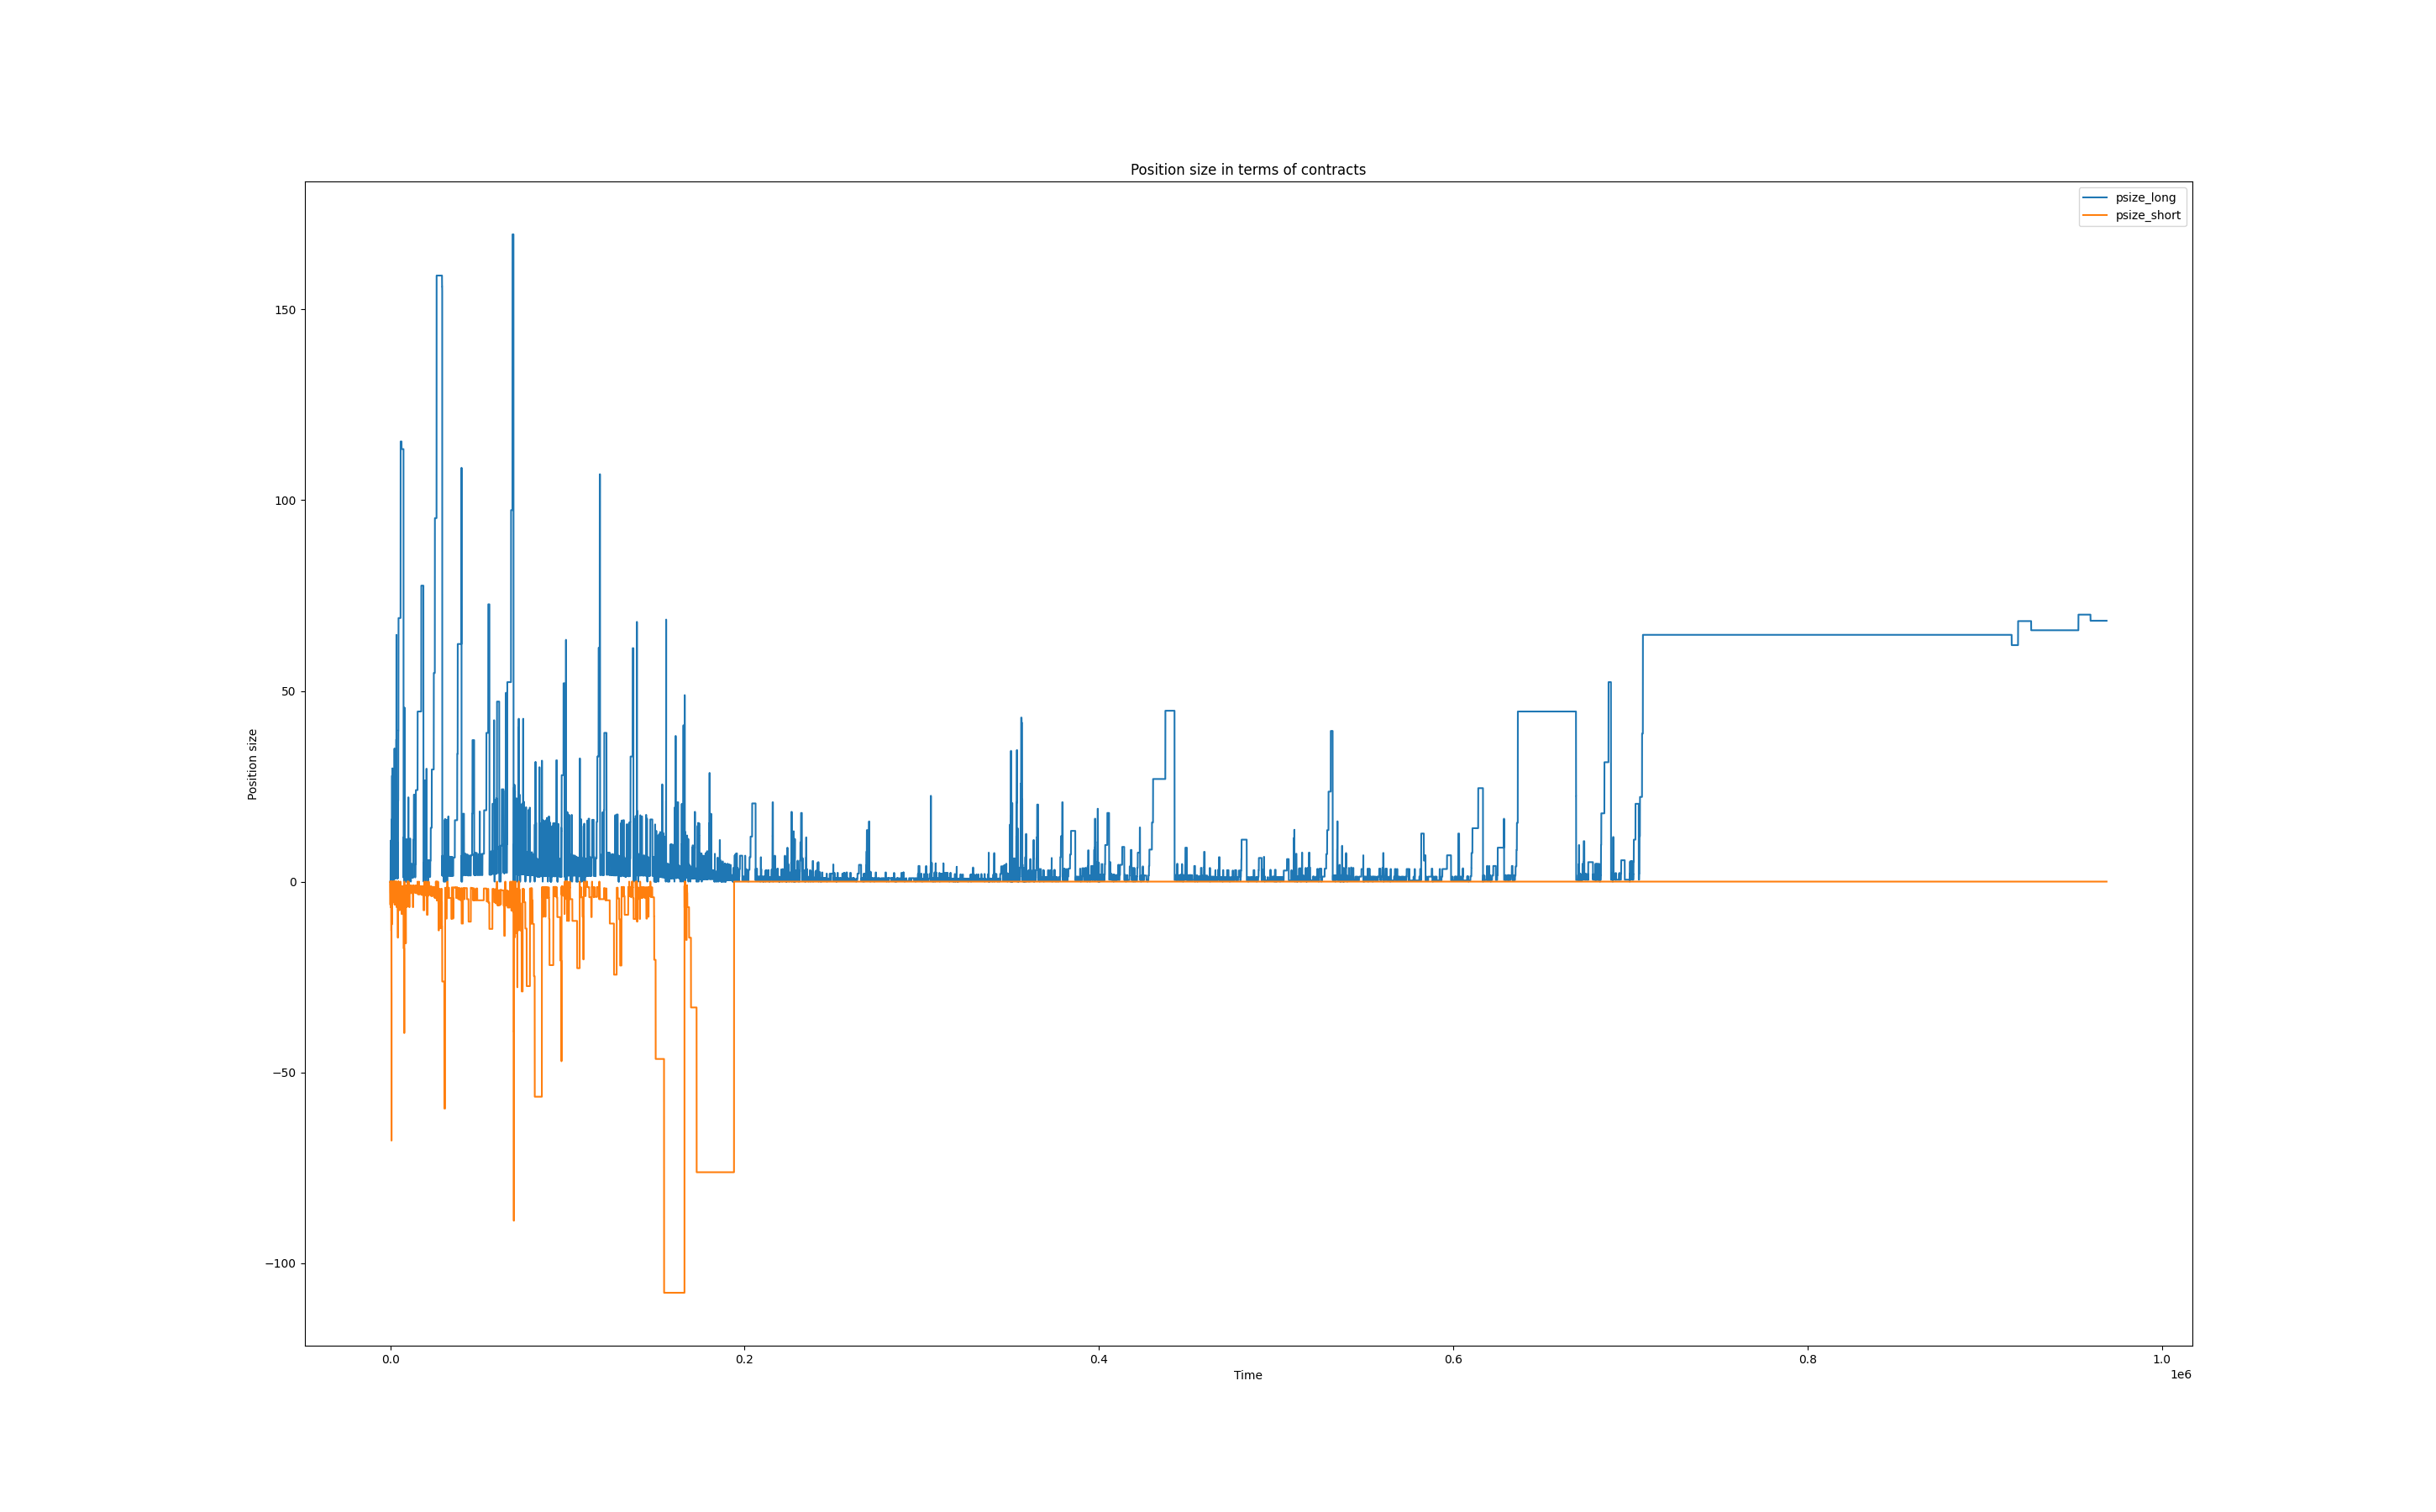 Position size in terms of contracts
psize_long
psize_short
Position size
150
100
50
0
−50
−100
0.0
0.2
0.4
0.6
0.8
1.0
1e6
Time